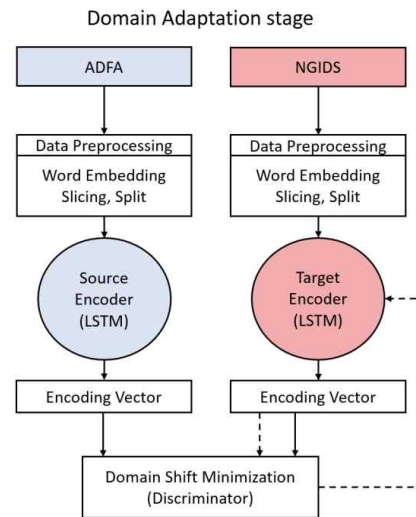 Domain Adaptation stage
ADFA
Data Preprocessing
Word Embedding
Slicing, Split
Source
Encoder
(LSTM)
Encoding Vector
NGIDS
Data Preprocessing
Word Embedding
Slicing, Split
Target
Encoder
(LSTM)
Encoding Vector
Domain Shift Minimization
(Discriminator)